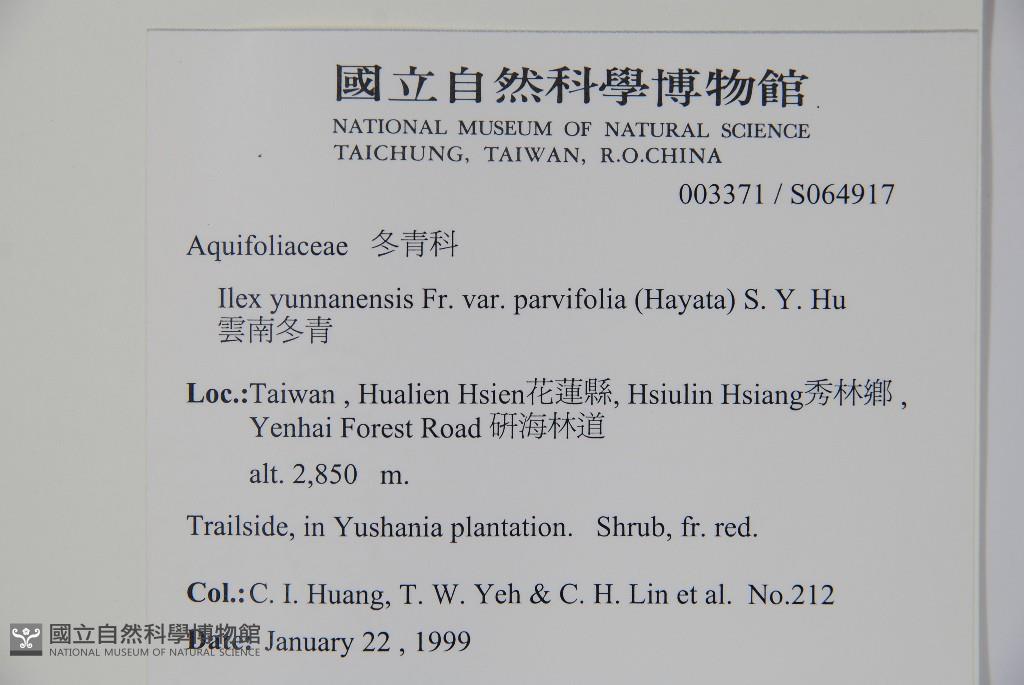 國立自然科學博物館
NATIONAL MUSEUM OF NATURAL SCIENCE
TAICHUNG, TAIWAN, R.O.CHINA
003371 / S064917
Aquifoliaceae 冬青科
Ilex yunnanensis Fr. var. parvifolia (Hayata) S. Y. Hu
雲南冬青
Loc.:Taiwan , Hualien Hsien花蓮縣, Hsiulin Hsiang秀林鄉 ,
Yenhai Forest Road 硏海林道
alt. 2,850 m.
Trailside, in Yushania plantation. Shrub, fr. red.
Col.: C. I. Huang, T. W. Yeh & C. H. Lin et al. No.212
Date: January 22 , 1999
國立自然科學博物館
NATIONAL MUSEUM OF NATURAL SCIENCE